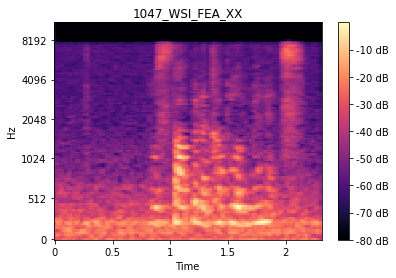 1047_WSI_FEA_XX
8192
4096
2048
1024
512
0
Hz
0
0.5
1
1.5
2
Time
-10 dB
-20 dB
-30 dB
-40 dB
-50 dB
-60 dB
-70 dB
-80 dB